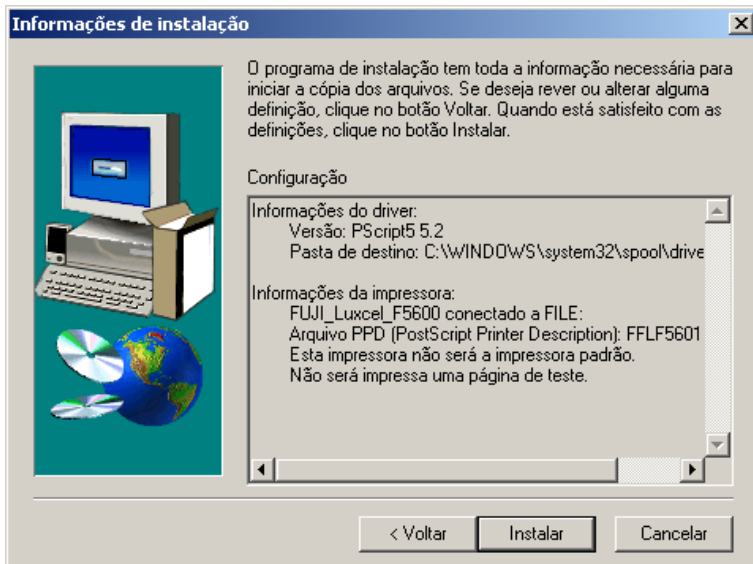 Informações de instalação
O programa de instalação tem toda a informação necessária para
iniciar a cópia dos arquivos. Se deseja rever ou alterar alguma
definição, clique no botão Voltar. Quando está satisfeito com as
definições, clique no botão Instalar.
Configuração
Informações do driver:
Versão: PScript5 5.2
Pasta de destino: C:\WINDOWS\system32\spool\drive
Informações da impressora:
FUJI_Luxcel_F5600 conectado a FILE:
Arquivo PPD (PostScript Printer Description): FFLF5601
Esta impressora não será a impressora padrão.
Não será impressa uma página de teste.
< Voltar
Instalar
Cancelar